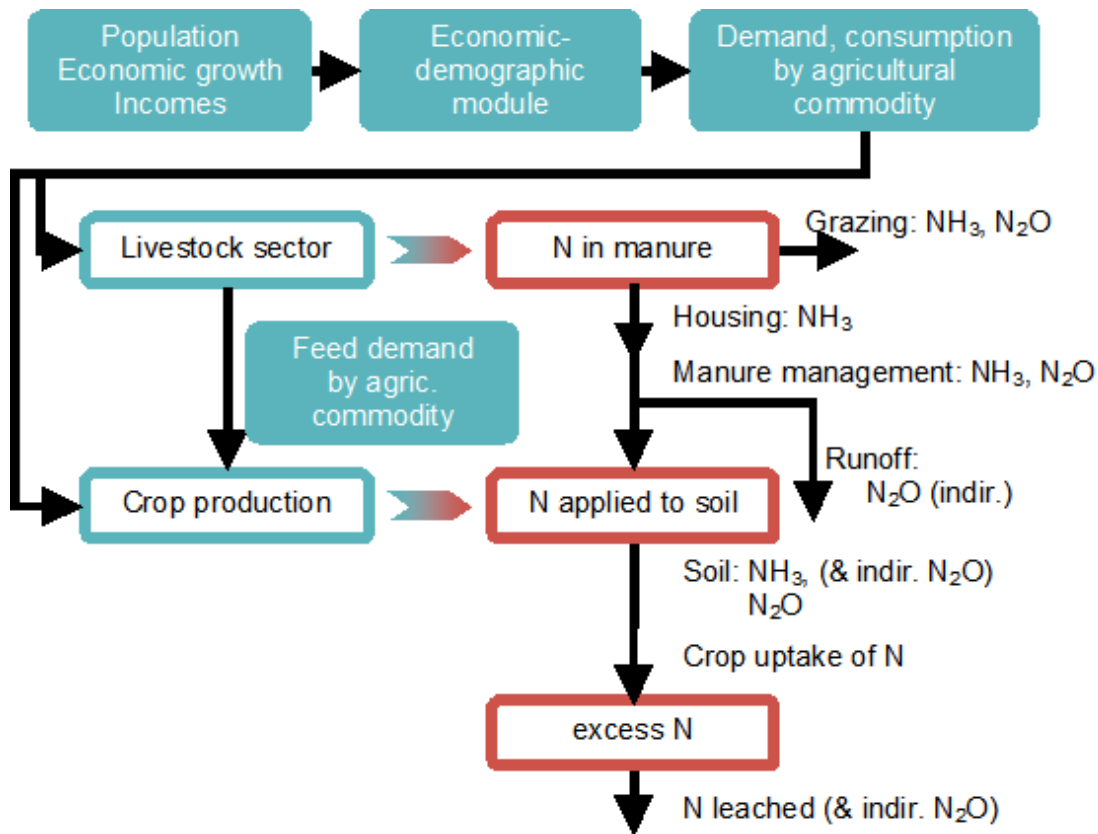 Population
Economic growth
Incomes
Economic-
demographic
module
Demand, consumption
by agricultural
commodity
Livestock sector
N in manure
Grazing: NH₃, N₂O
Housing: NH₃
Feed demand
by agric.
commodity
Manure management: NH₃, N₂O
Runoff:
N₂O (indir.)
Crop production
N applied to soil
Soil: NH₃, (& indir. N₂O)
N₂O
Crop uptake of N
excess N
N leached (& indir. N₂O)